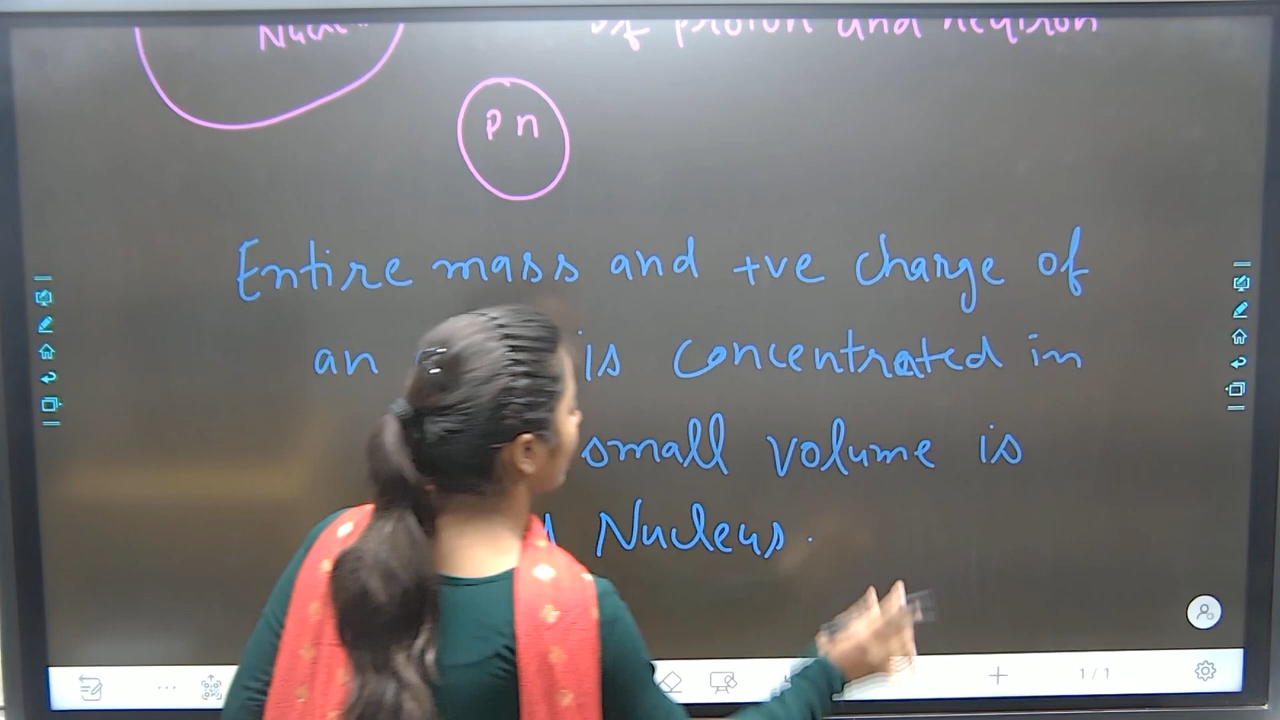 of proton and neutron
P n
Entire mass and +ve charge of
an is concentrated in
small volume is
Nucleus.
1/1